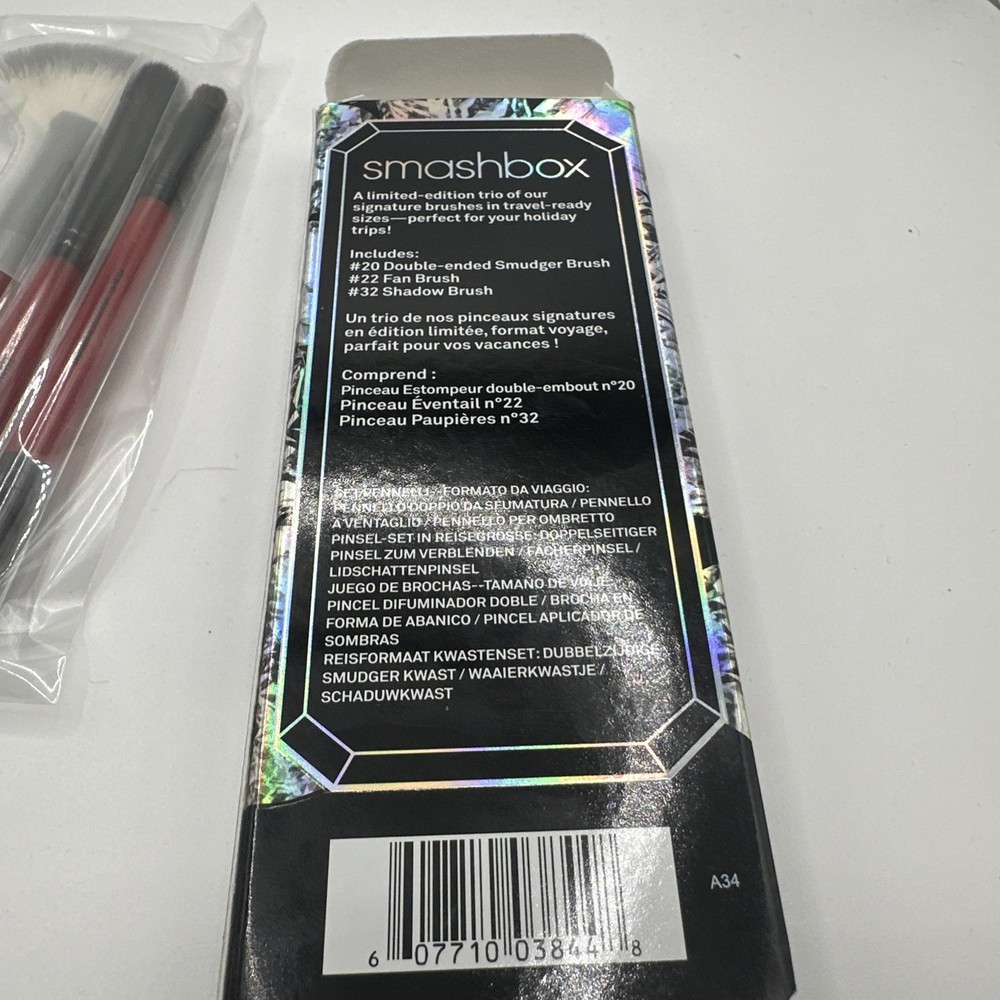 smashbox
A limited-edition trio of our
signature brushes in travel-ready
sizes—perfect for your holiday
trips!
Includes:
#20 Double-ended Smudger Brush
#22 Fan Brush
#32 Shadow Brush
Un trio de nos pinceaux signatures
en édition limitée, format voyage,
parfait pour vos vacances !
Comprend :
Pinceau Estompeur double-embout n°20
Pinceau Éventail n°22
Pinceau Paupières n°32
SET PENNELLI - FORMATO DA VIAGGIO:
PENNELLO DOPPIO DA SFUMATURA / PENNELLO
A VENTAGLIO / PENNELLO PER OMBRETTO
PINSEL-SET IN REISEGRÖSSE: DOPPELSEITIGER
PINSEL ZUM VERBLENDEN / FÄCHERPINSEL /
LIDSCHATTENPINSEL
JUEGO DE BROCHAS--TAMAÑO DE VIAJE:
PINCEL DIFUMINADOR DOBLE / BROCHA EN
FORMA DE ABANICO / PINCEL APLICADOR DE
SOMBRAS
REISFORMAAT KWASTENSET: DUBBELZIJDIGE
SMUDGER KWAST / WAAIERKWASTJE /
SCHADUWKWAST
A34
6 07710 03844 8